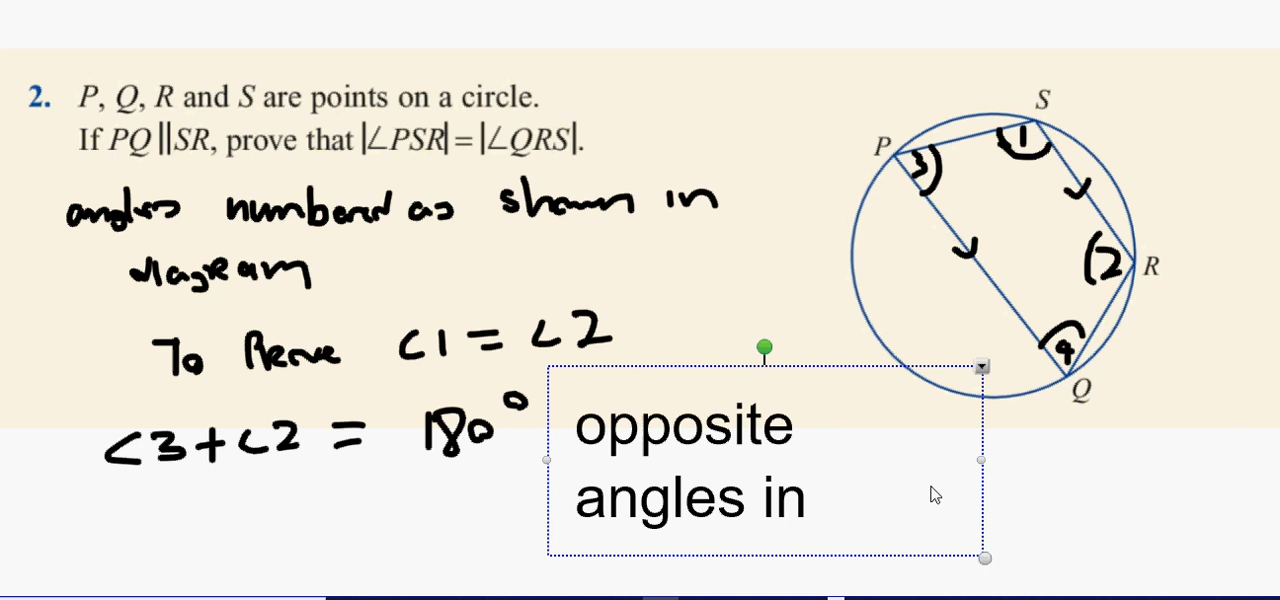 2. P, Q, R and S are points on a circle.
If PQ || SR, prove that |∠PSR| = |∠QRS|.
angles numbered as shown in
diagram
To Prove ∠1 = ∠2
∠3 + ∠2 = 180°
opposite
angles in
S
P
3
1
2
R
4
Q